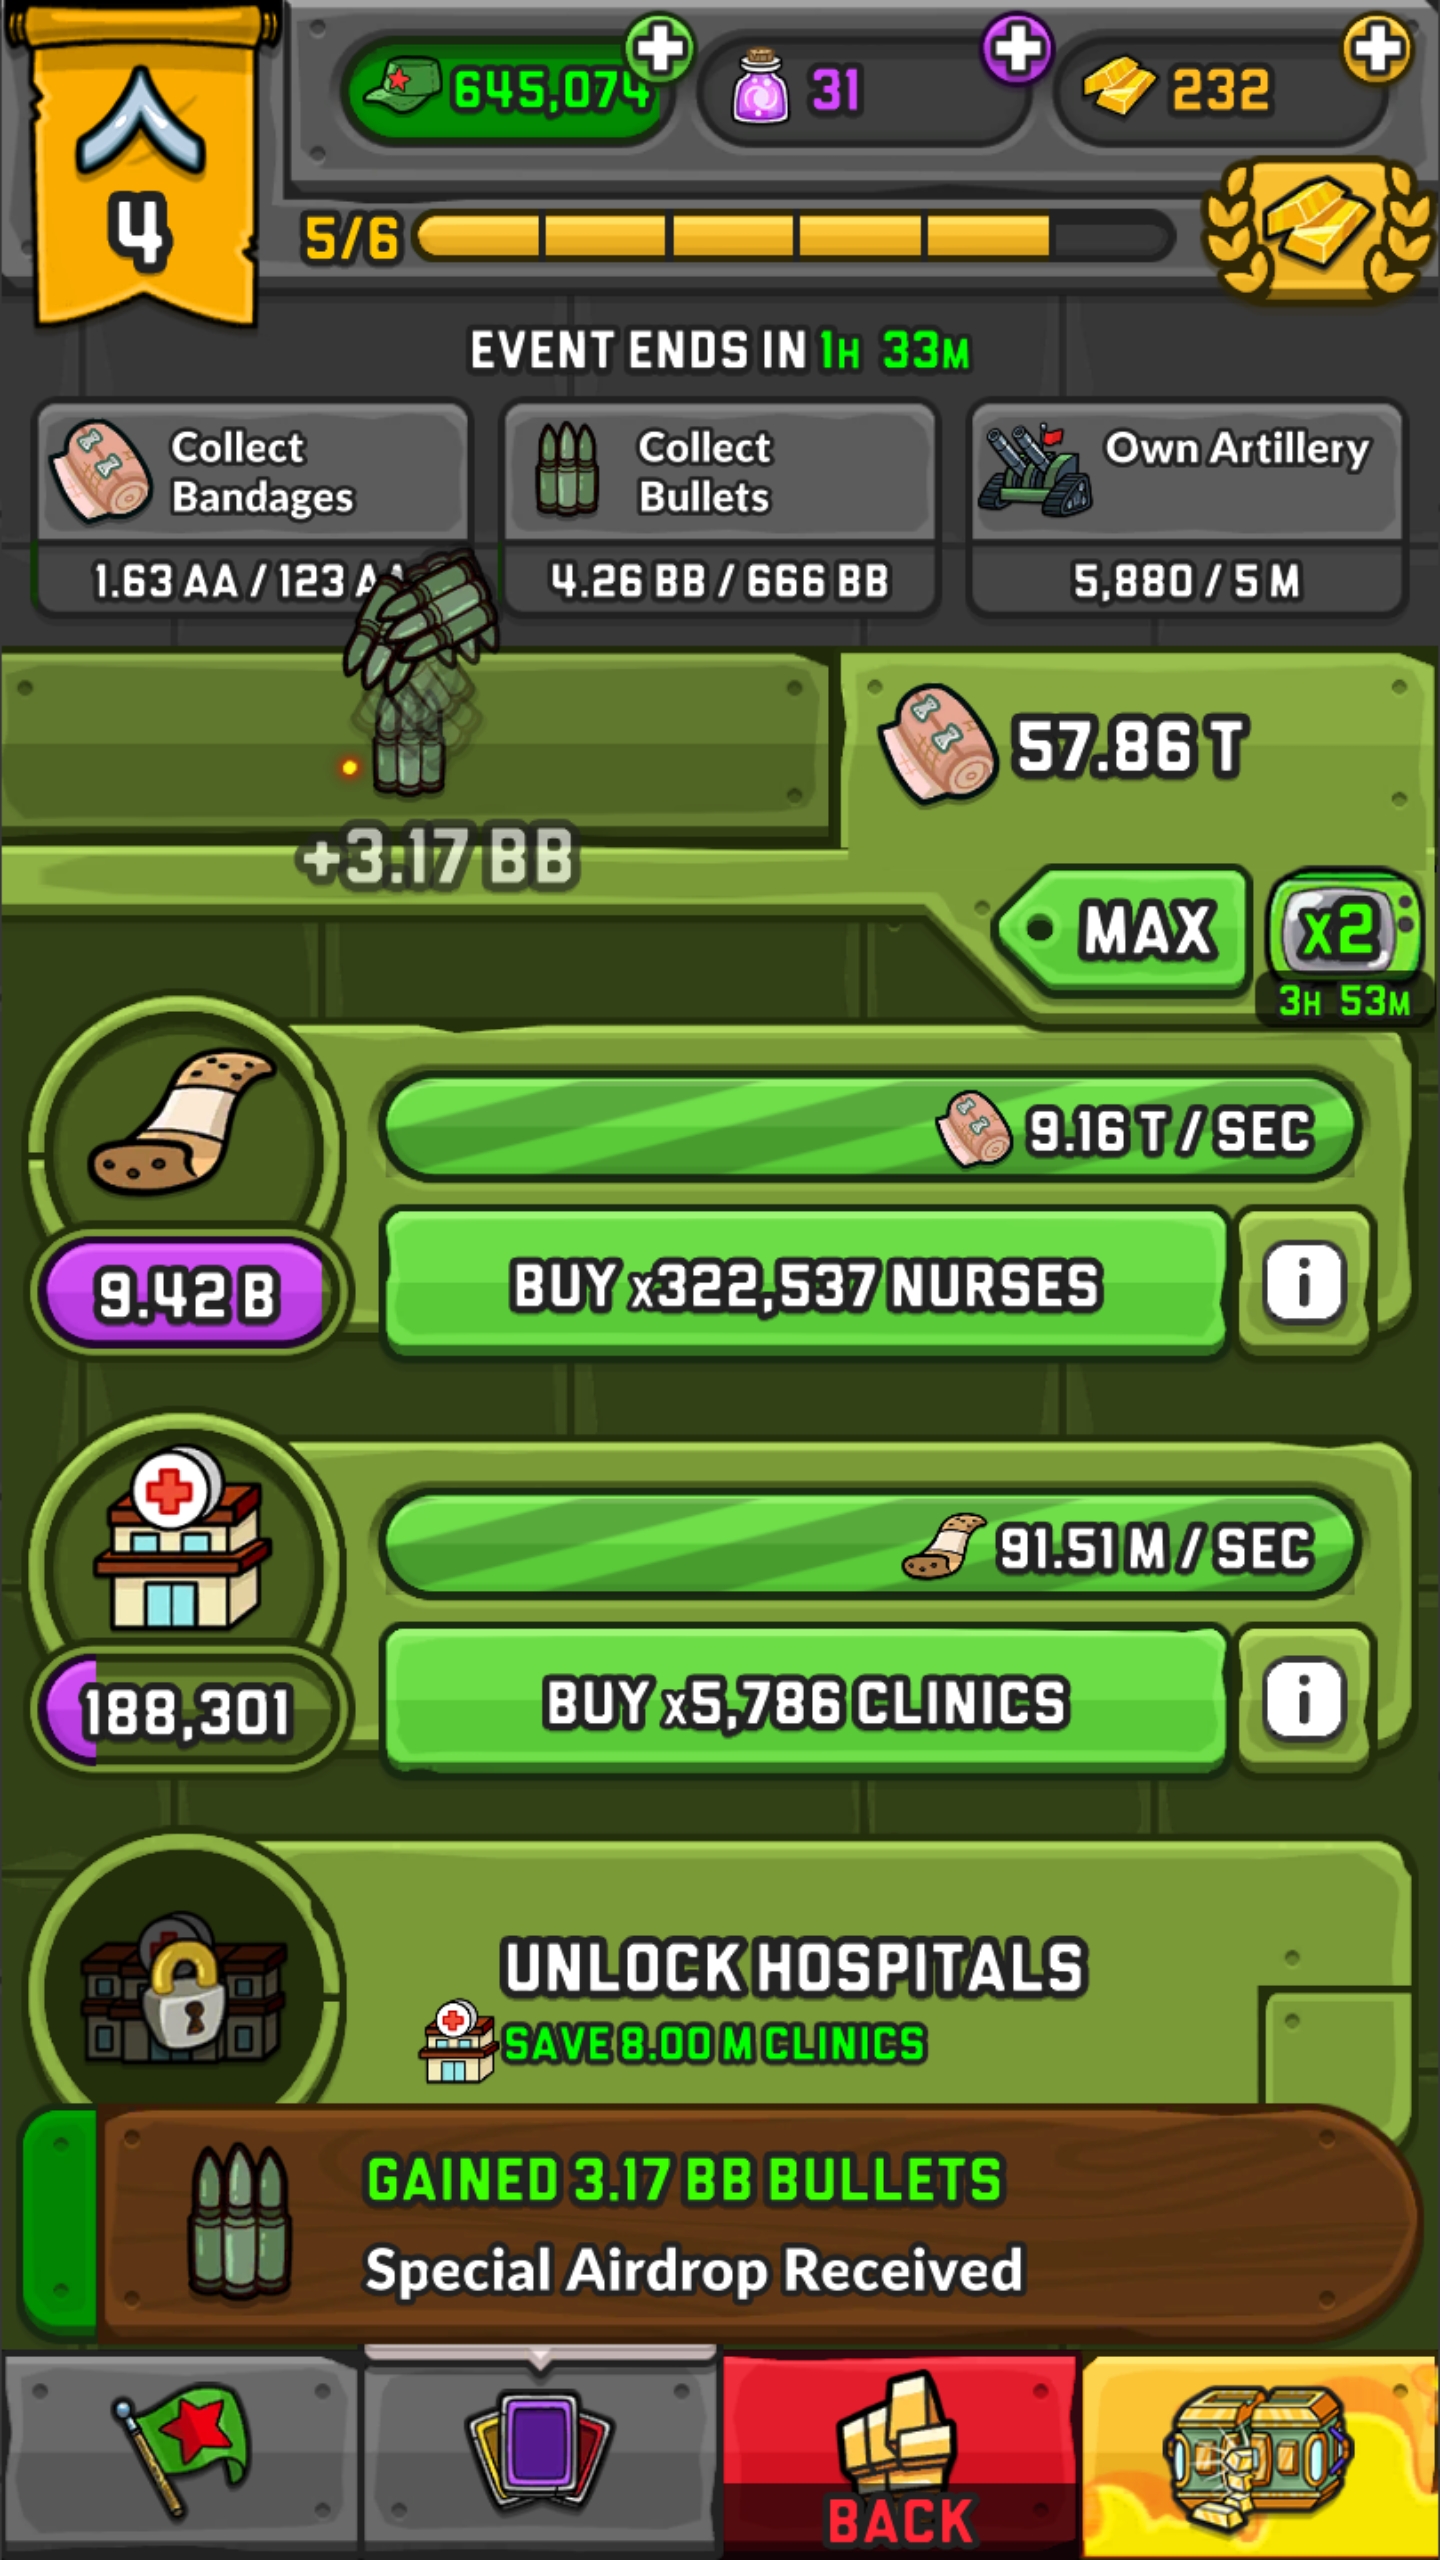 645,074
31
232
4
5/6
EVENT ENDS IN 1H 33M
Collect
Bandages
1.63 AA / 123 AA
Collect
Bullets
4.26 BB / 666 BB
Own Artillery
5,880 / 5 M
57.86 T
+3.17 BB
MAX
x2
3H 53M
9.16 T / SEC
9.42 B
BUY x322,537 NURSES
i
91.51 M / SEC
188,301
BUY x5,786 CLINICS
i
UNLOCK HOSPITALS
SAVE 8.00 M CLINICS
GAINED 3.17 BB BULLETS
Special Airdrop Received
BACK